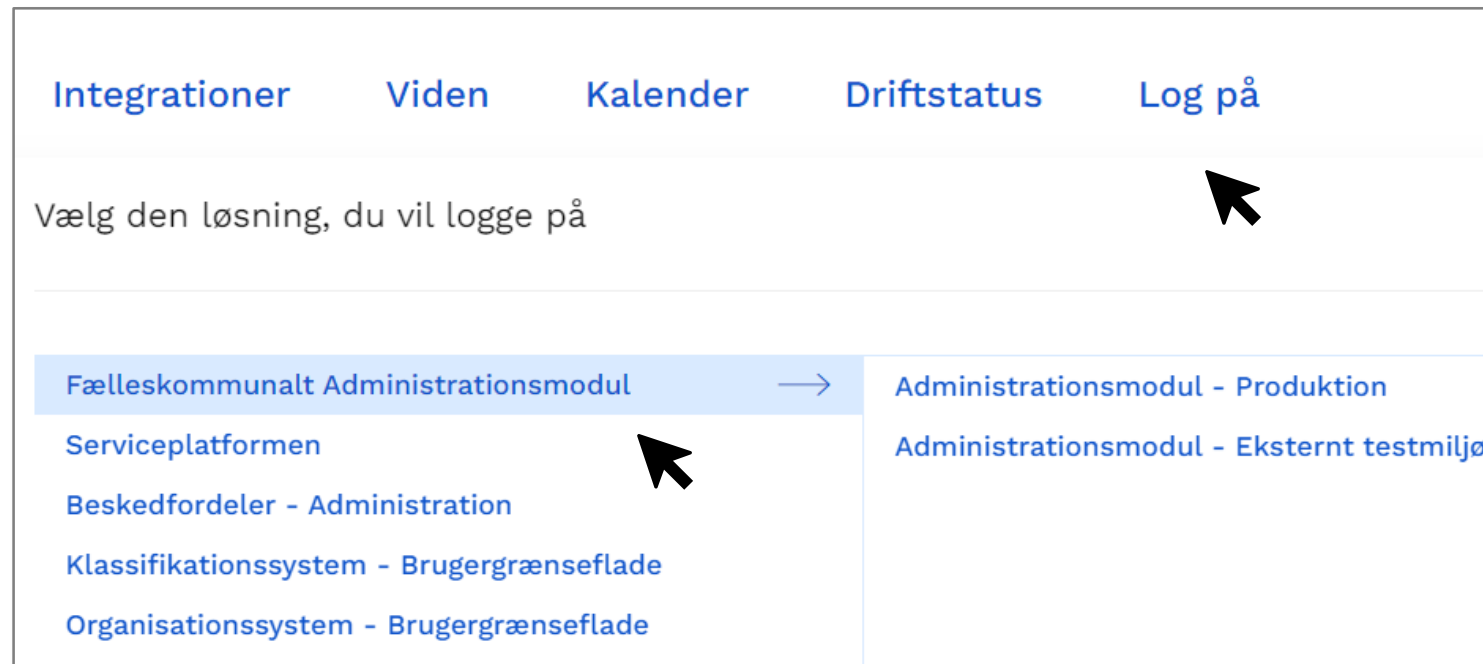 Integrationer Viden Kalender Driftstatus Log på
Vælg den løsning, du vil logge på
Fælleskommunalt Administrationsmodul
Serviceplatformen
Beskedfordeler - Administration
Klassifikationssystem - Brugergrænseflade
Organisationssystem - Brugergrænseflade
Administrationsmodul - Produktion
Administrationsmodul - Eksternt testmiljø